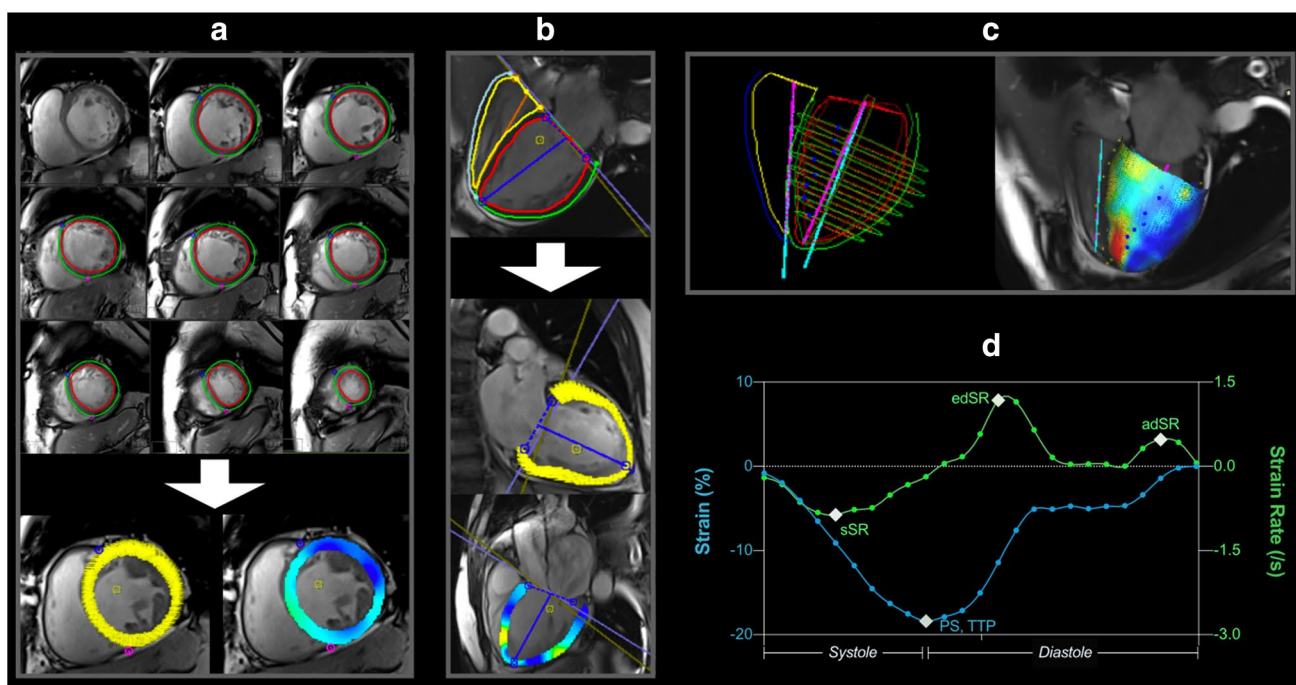 a
b
c
d
10
0
-10
-20
Strain (%)
1.5
0.0
-1.5
-3.0
Strain Rate (/s)
edSR
adSR
sSR
PS, TTP
Systole
Diastole